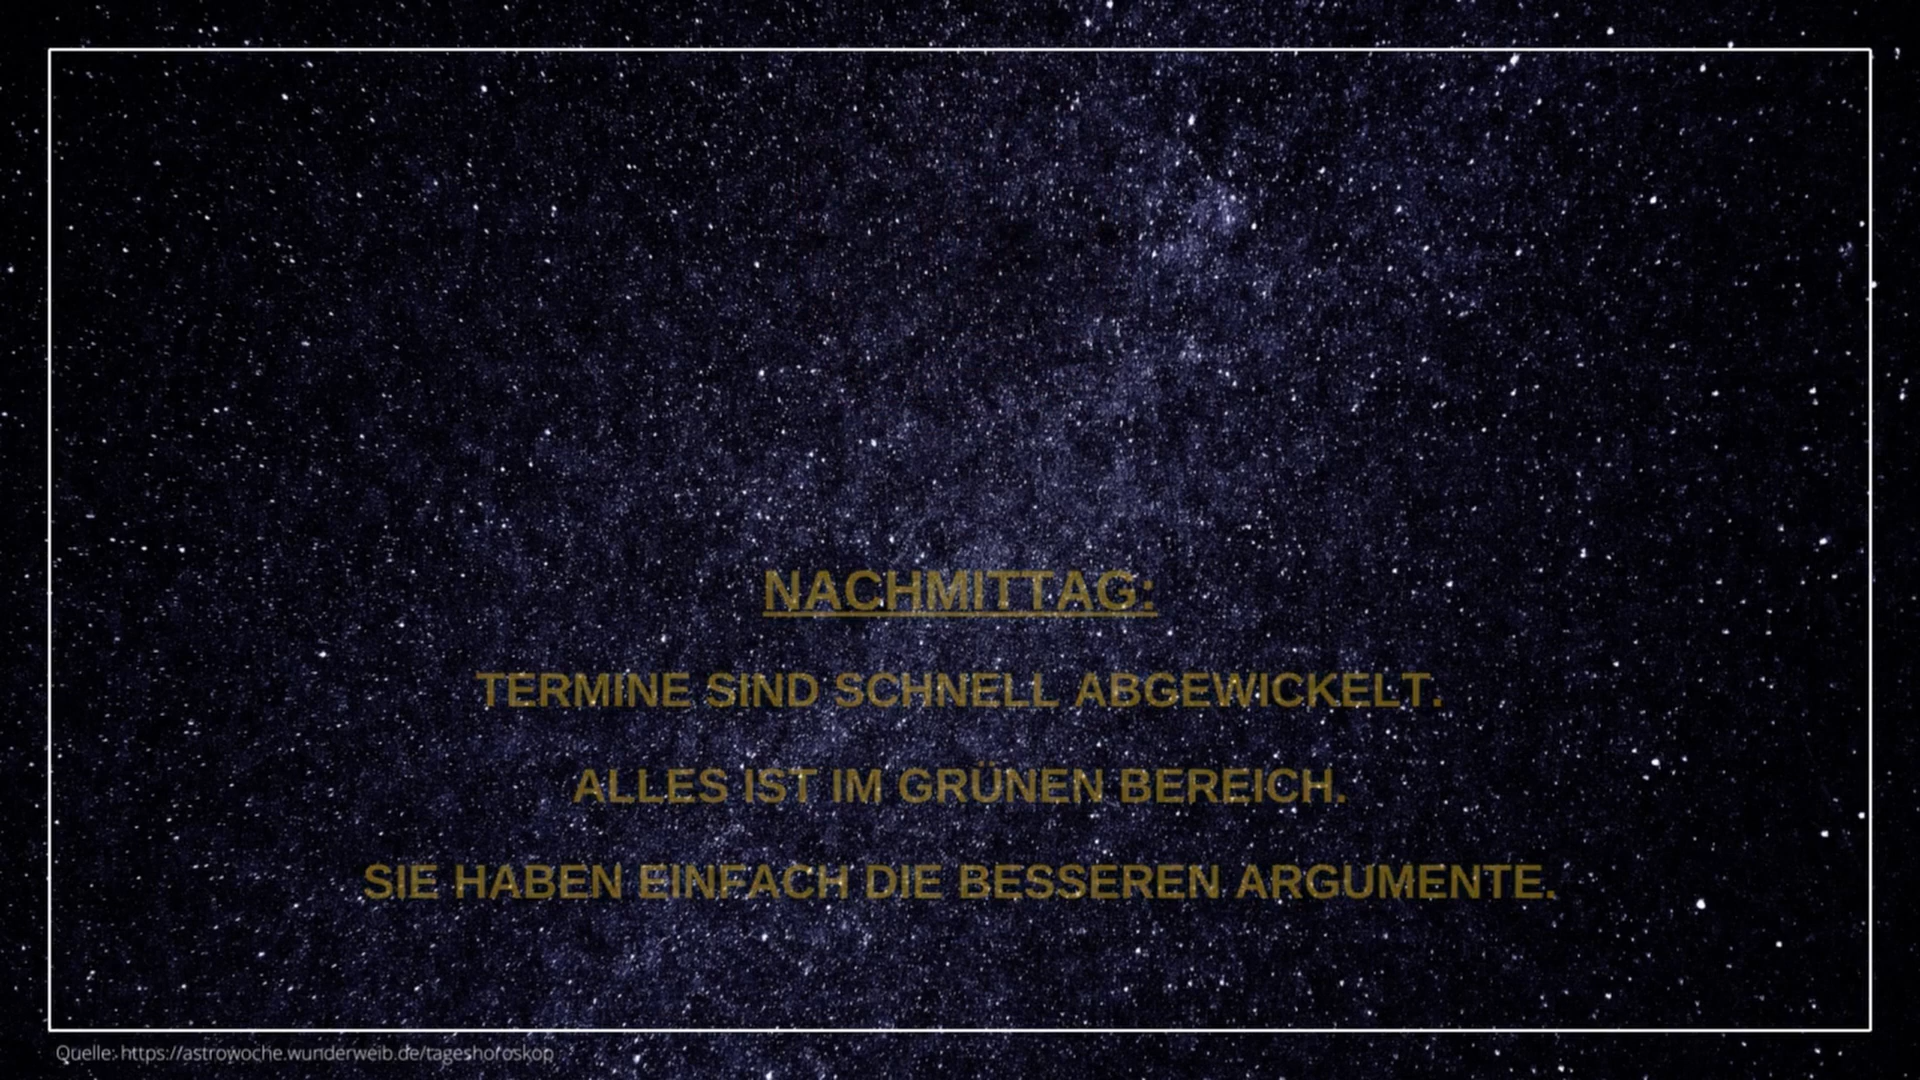 NACHMITTAG:
TERMINE SIND SCHNELL ABGEWICKELT.
ALLES IST IM GRÜNEN BEREICH.
SIE HABEN EINFACH DIE BESSEREN ARGUMENTE.
Quelle: https://astrowoche.wunderweib.de/tageshoroskop